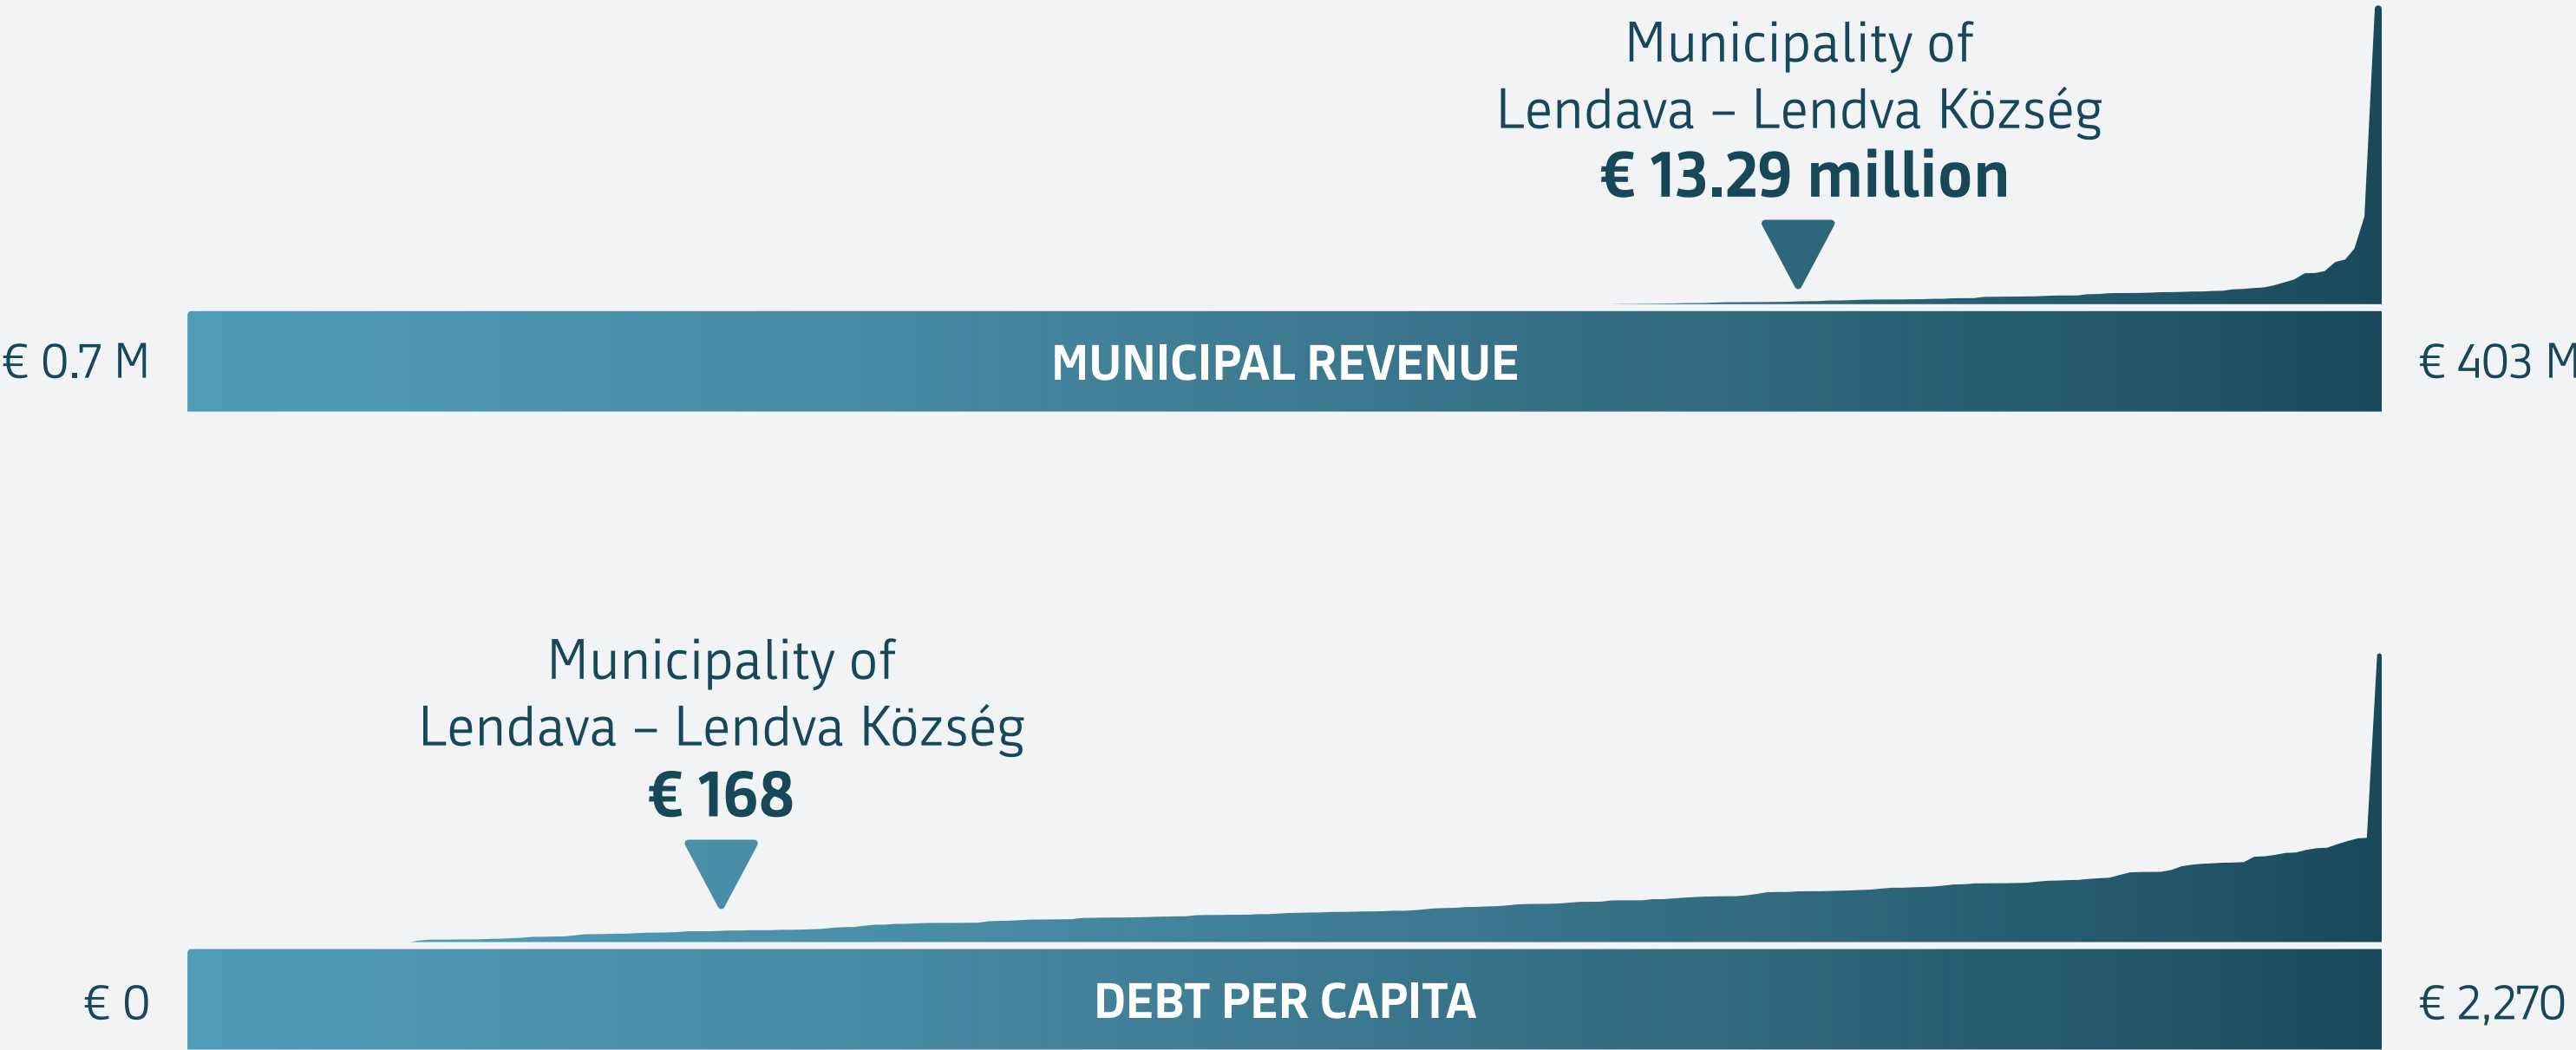 Municipality of
Lendava – Lendva Község
€ 13.29 million
€ 0.7 M
MUNICIPAL REVENUE
€ 403 M
Municipality of
Lendava – Lendva Község
€ 168
€ 0
DEBT PER CAPITA
€ 2,270